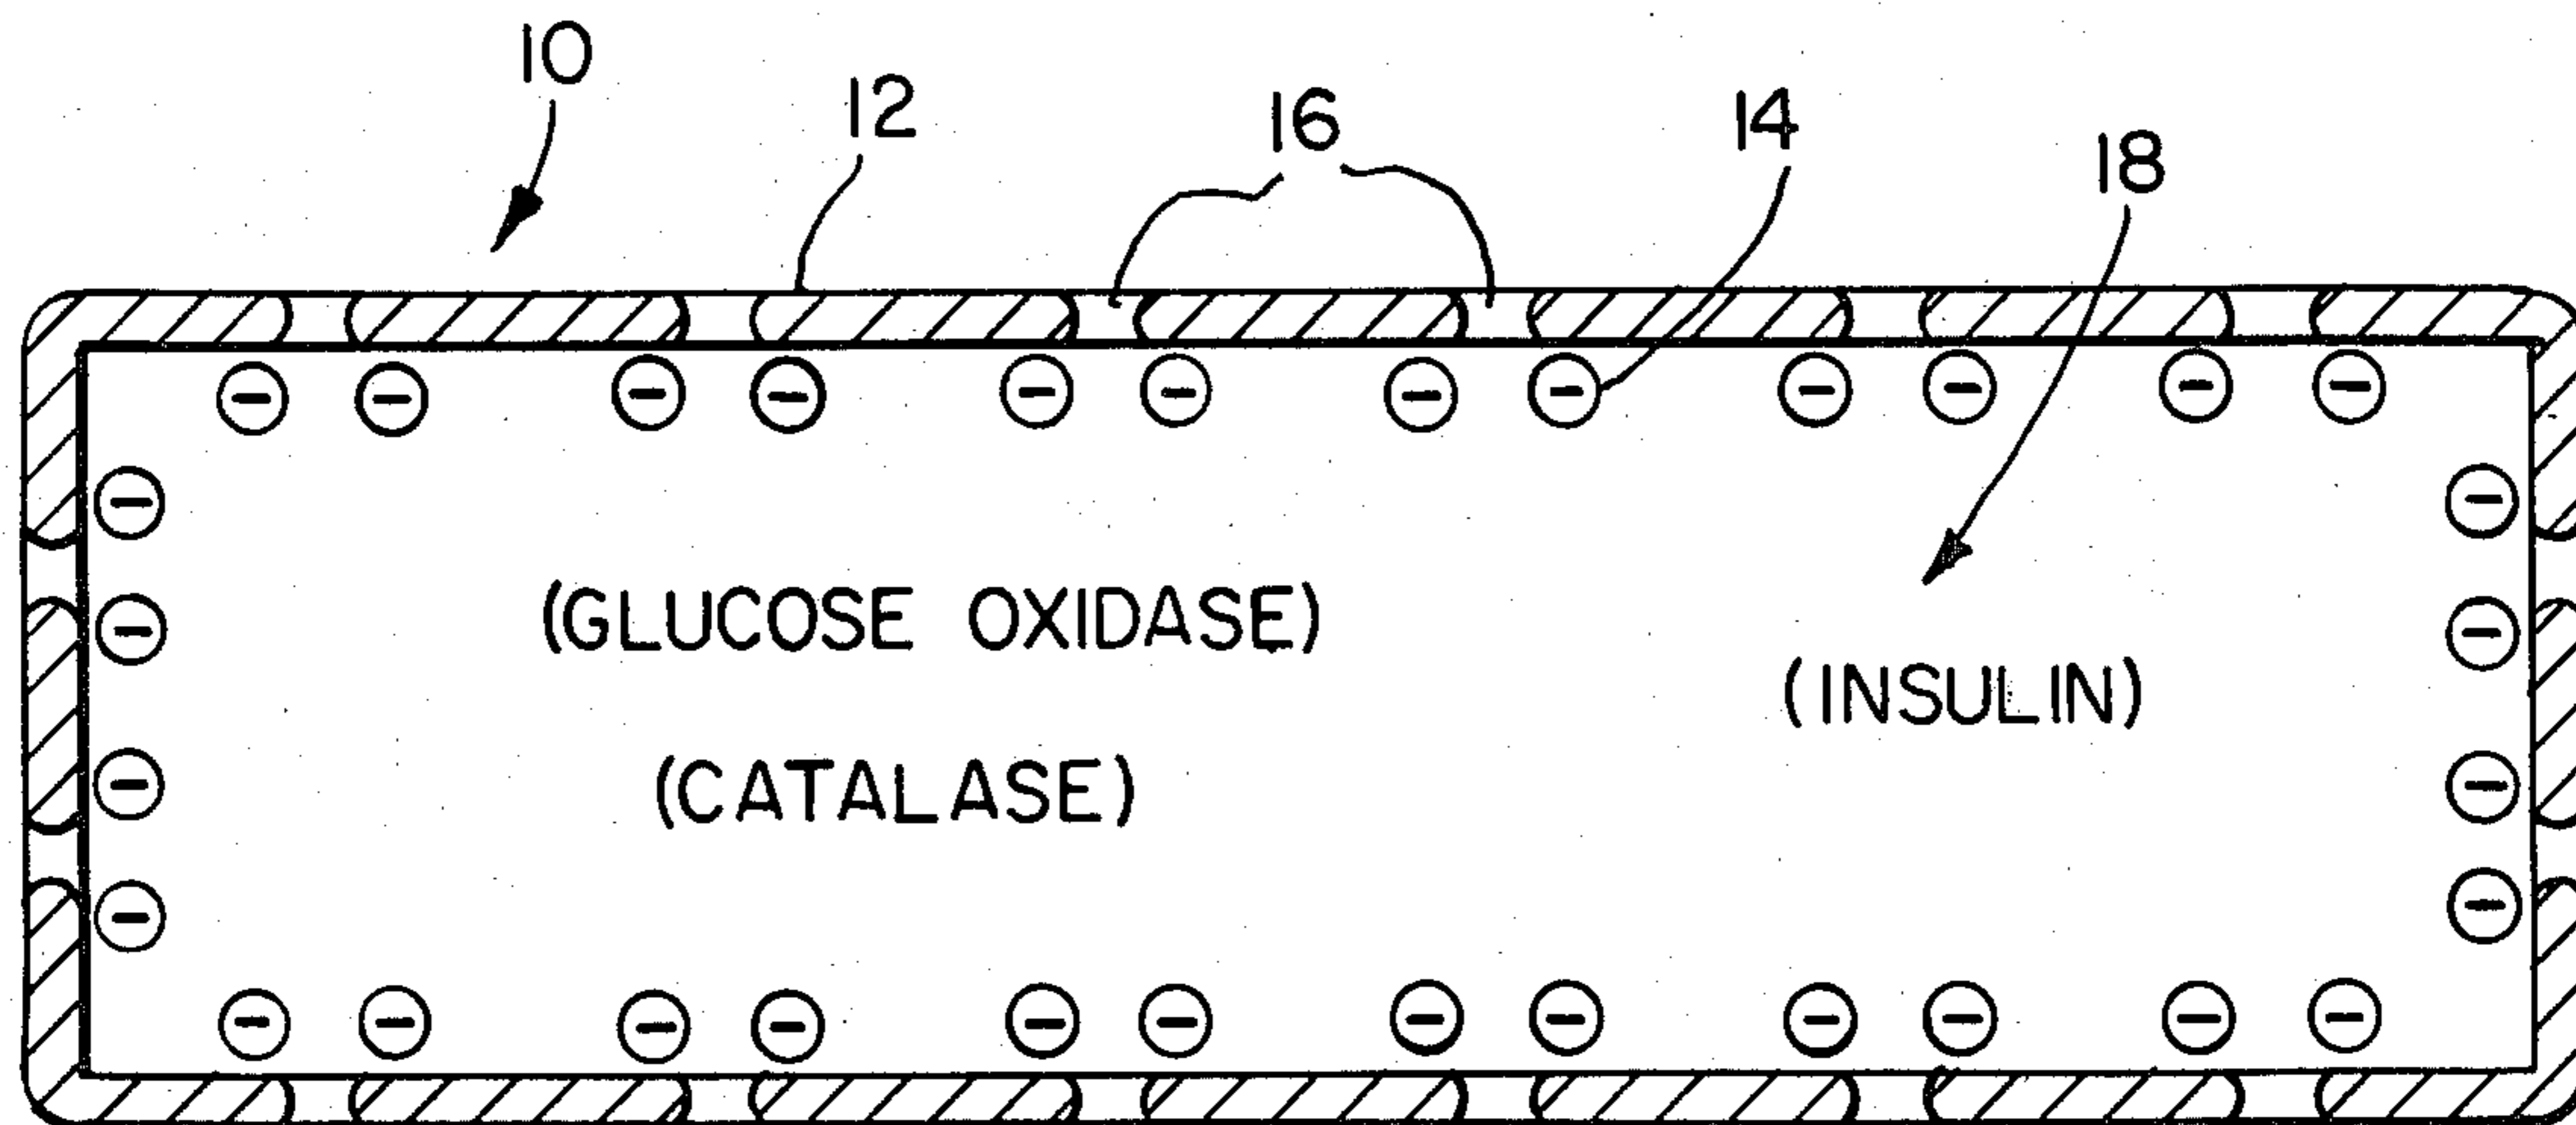 10
12
16
14
18
(GLUCOSE OXIDASE)
(INSULIN)
(CATALASE)